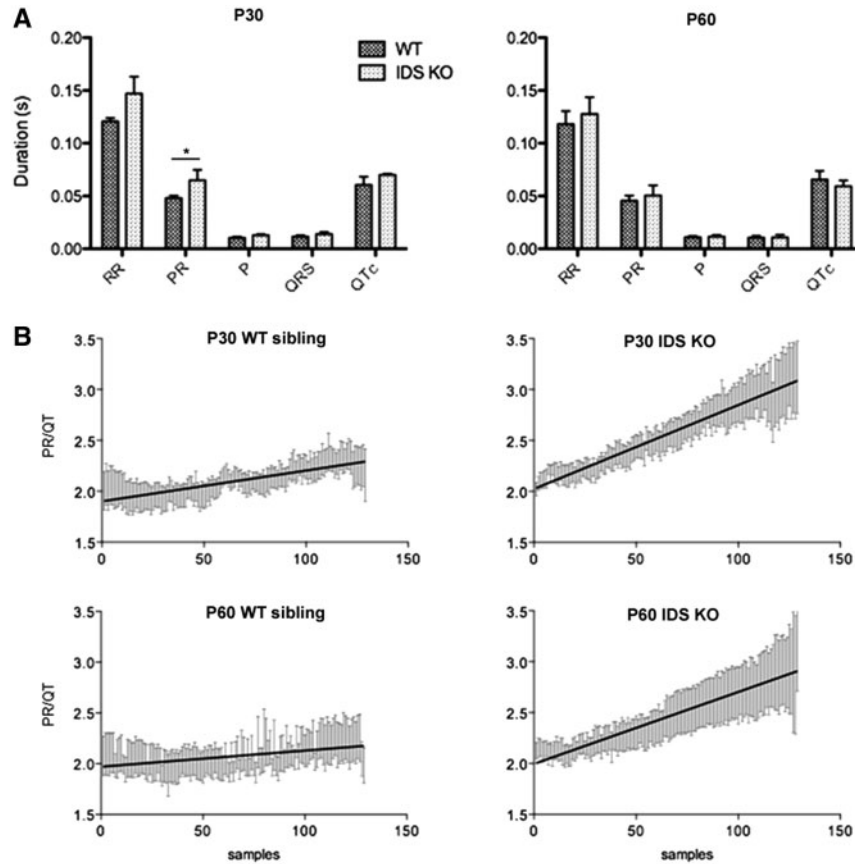 A
P30
P60
Duration (s)
0.20
0.15
0.10
0.05
0.00
WT
IDS KO
*
RR
PR
P
QRS
QTc
0.20
0.15
0.10
0.05
0.00
RR
PR
P
QRS
QTc
B
P30 WT sibling
PR/QT
3.5
3.0
2.5
2.0
1.5
0
50
100
150
P30 IDS KO
3.5
3.0
2.5
2.0
1.5
0
50
100
150
P60 WT sibling
PR/QT
3.5
3.0
2.5
2.0
1.5
0
50
100
150
samples
P60 IDS KO
3.5
3.0
2.5
2.0
1.5
0
50
100
150
samples